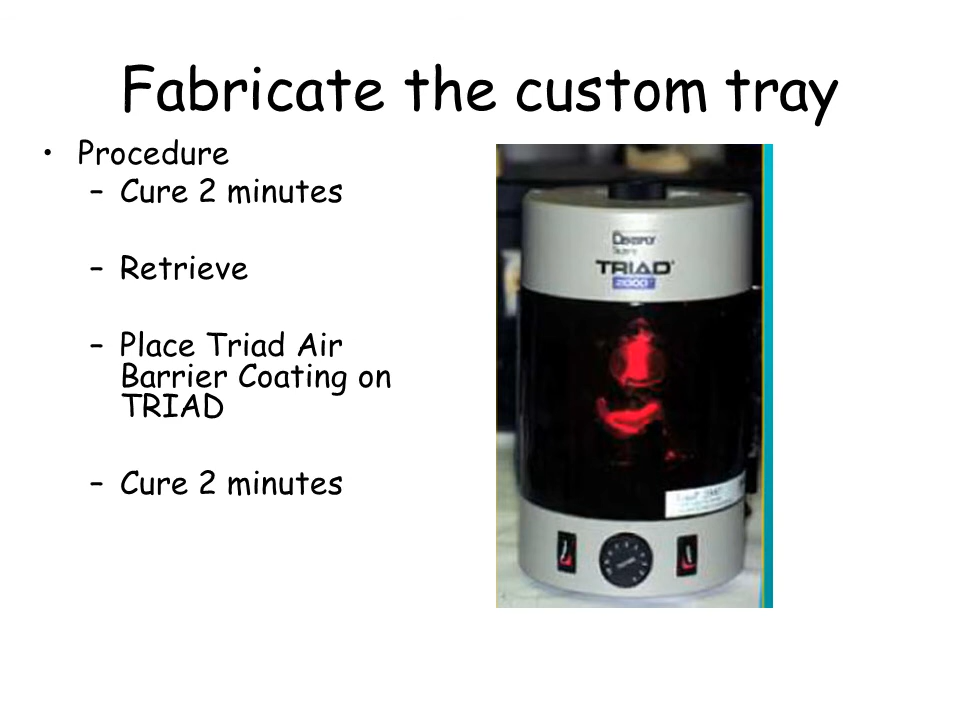 Fabricate the custom tray
• Procedure
– Cure 2 minutes
– Retrieve
– Place Triad Air
Barrier Coating on
TRIAD
– Cure 2 minutes
DENTSPLY
TRIAD
2000